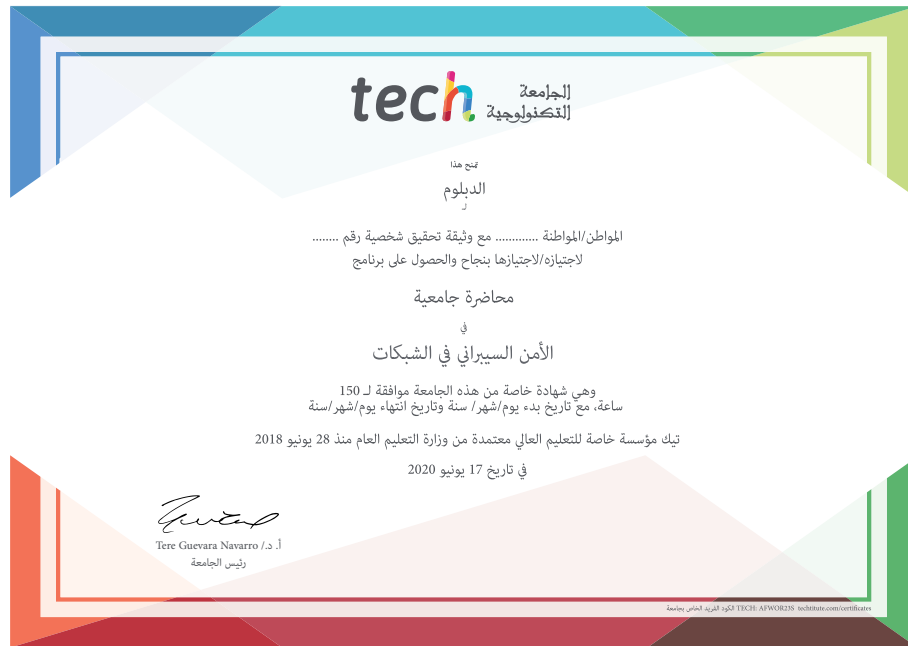 tech الجامعة
التكنولوجية
تمنح هذا
الدبلوم
لـ
المواطن/المواطنة ............. مع وثيقة تحقيق شخصية رقم ........
لاجتيازه/لاجتيازها بنجاح والحصول على برنامج
محاضرة جامعية
في
الأمن السيبراني في الشبكات
وهي شهادة خاصة من هذه الجامعة موافقة لـ 150
ساعة، مع تاريخ بدء يوم/شهر/ سنة وتاريخ انتهاء يوم/شهر/سنة
تيك مؤسسة خاصة للتعليم العالي معتمدة من وزارة التعليم العام منذ 28 يونيو 2018
في تاريخ 17 يونيو 2020
أ. د./ Tere Guevara Navarro
رئيس الجامعة
الكود الفريد الخاص بجامعة TECH: AFWOR23S techtitute.com/certificates